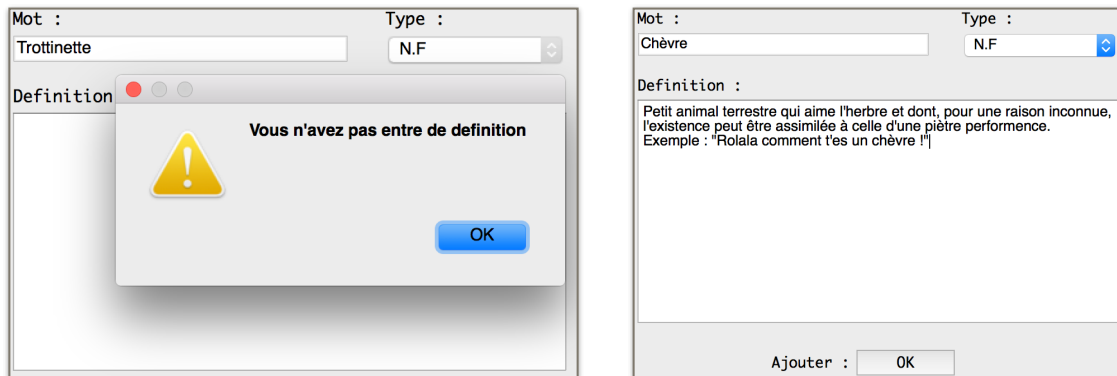 Mot :
Type :
Trottinette
N.F
Definition
Vous n'avez pas entre de definition
OK
Mot :
Type :
Chèvre
N.F
Definition :
Petit animal terrestre qui aime l'herbre et dont, pour une raison inconnue,
l'existence peut être assimilée à celle d'une piètre performence.
Exemple : "Rolala comment t'es un chèvre !"
Ajouter :
OK